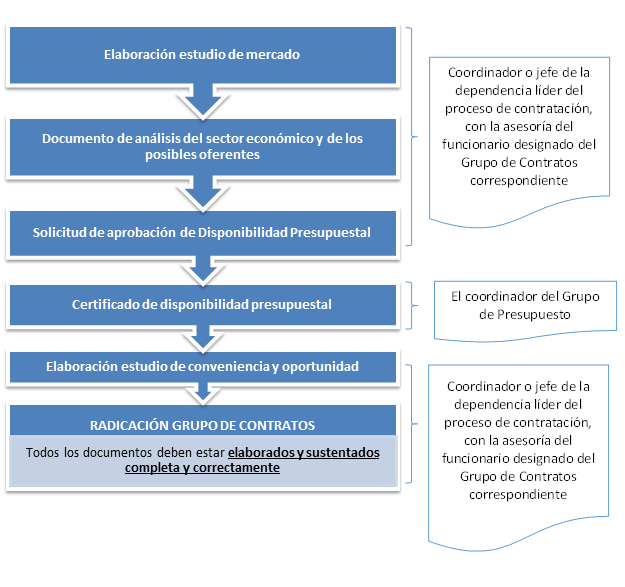 Elaboración estudio de mercado
Documento de análisis del sector económico y de los
posibles oferentes
Solicitud de aprobación de Disponibilidad Presupuestal
Coordinador o jefe de la
dependencia líder del
proceso de contratación,
con la asesoría del
funcionario designado del
Grupo de Contratos
correspondiente
Certificado de disponibilidad presupuestal
El coordinador del Grupo
de Presupuesto
Elaboración estudio de conveniencia y oportunidad
RADICACIÓN GRUPO DE CONTRATOS
Todos los documentos deben estar elaborados y sustentados
completa y correctamente
Coordinador o jefe de la
dependencia líder del
proceso de contratación,
con la asesoría del
funcionario designado del
Grupo de Contratos
correspondiente